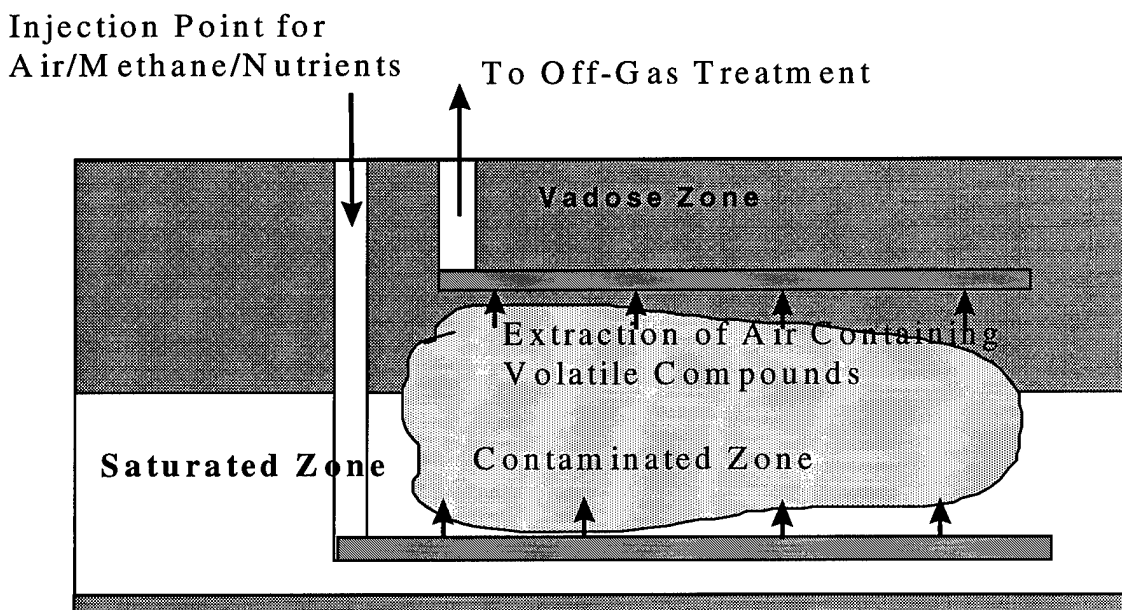 Injection Point for
Air/Methane/Nutrients
To Off-Gas Treatment
Vadose Zone
Extraction of Air Containing
Volatile Compounds
Saturated Zone
Contaminated Zone